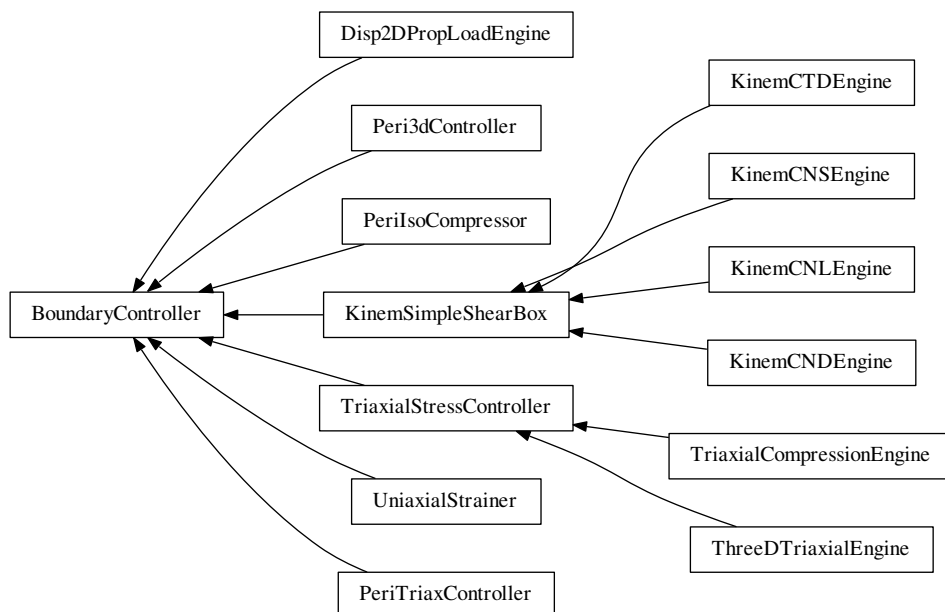 Disp2DPropLoadEngine
Peri3dController
PeriIsoCompressor
BoundaryController
KinemSimpleShearBox
TriaxialStressController
UniaxialStrainer
PeriTriaxController
KinemCTDEngine
KinemCNSEngine
KinemCNLEngine
KinemCNDEngine
TriaxialCompressionEngine
ThreeDTriaxialEngine